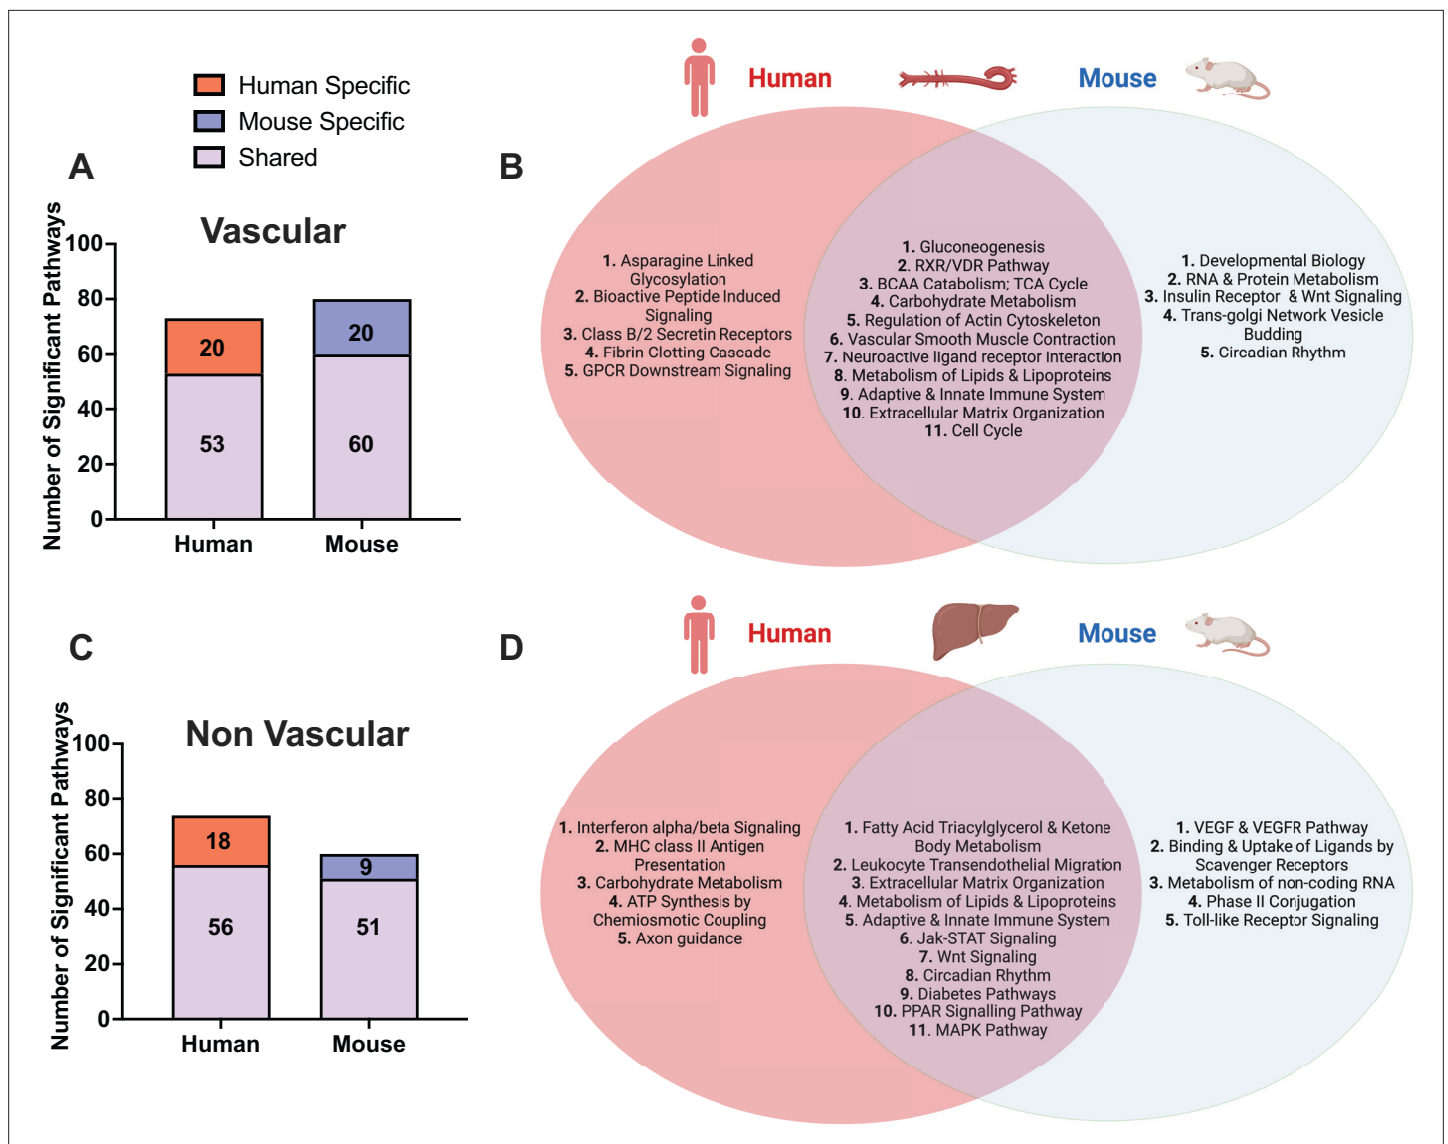 Human Specific
Mouse Specific
Shared
A
Vascular
Number of Significant Pathways
100
80
60
40
20
0
20
53
20
60
Human
Mouse
B
Human
Mouse
1. Asparagine Linked
Glycosylation
2. Bioactive Peptide Induced
Signaling
3. Class B/2 Secretin Receptors
4. Fibrin Clotting Cascade
5. GPCR Downstream Signaling
1. Gluconeogenesis
2. RXR/VDR Pathway
3. BCAA Catabolism; TCA Cycle
4. Carbohydrate Metabolism
5. Regulation of Actin Cytoskeleton
6. Vascular Smooth Muscle Contraction
7. Neuroactive ligand receptor Interaction
8. Metabolism of Lipids & Lipoproteins
9. Adaptive & Innate Immune System
10. Extracellular Matrix Organization
11. Cell Cycle
1. Developmental Biology
2. RNA & Protein Metabolism
3. Insulin Receptor & Wnt Signaling
4. Trans-golgi Network Vesicle
Budding
5. Circadian Rhythm
C
Non Vascular
Number of Significant Pathways
100
80
60
40
20
0
18
56
9
51
Human
Mouse
D
Human
Mouse
1. Interferon alpha/beta Signaling
2. MHC class II Antigen
Presentation
3. Carbohydrate Metabolism
4. ATP Synthesis by
Chemiosmotic Coupling
5. Axon guidance
1. Fatty Acid Triacylglycerol & Ketone
Body Metabolism
2. Leukocyte Transendothelial Migration
3. Extracellular Matrix Organization
4. Metabolism of Lipids & Lipoproteins
5. Adaptive & Innate Immune System
6. Jak-STAT Signaling
7. Wnt Signaling
8. Circadian Rhythm
9. Diabetes Pathways
10. PPAR Signalling Pathway
11. MAPK Pathway
1. VEGF & VEGFR Pathway
2. Binding & Uptake of Ligands by
Scavenger Receptors
3. Metabolism of non-coding RNA
4. Phase II Conjugation
5. Toll-like Receptor Signaling